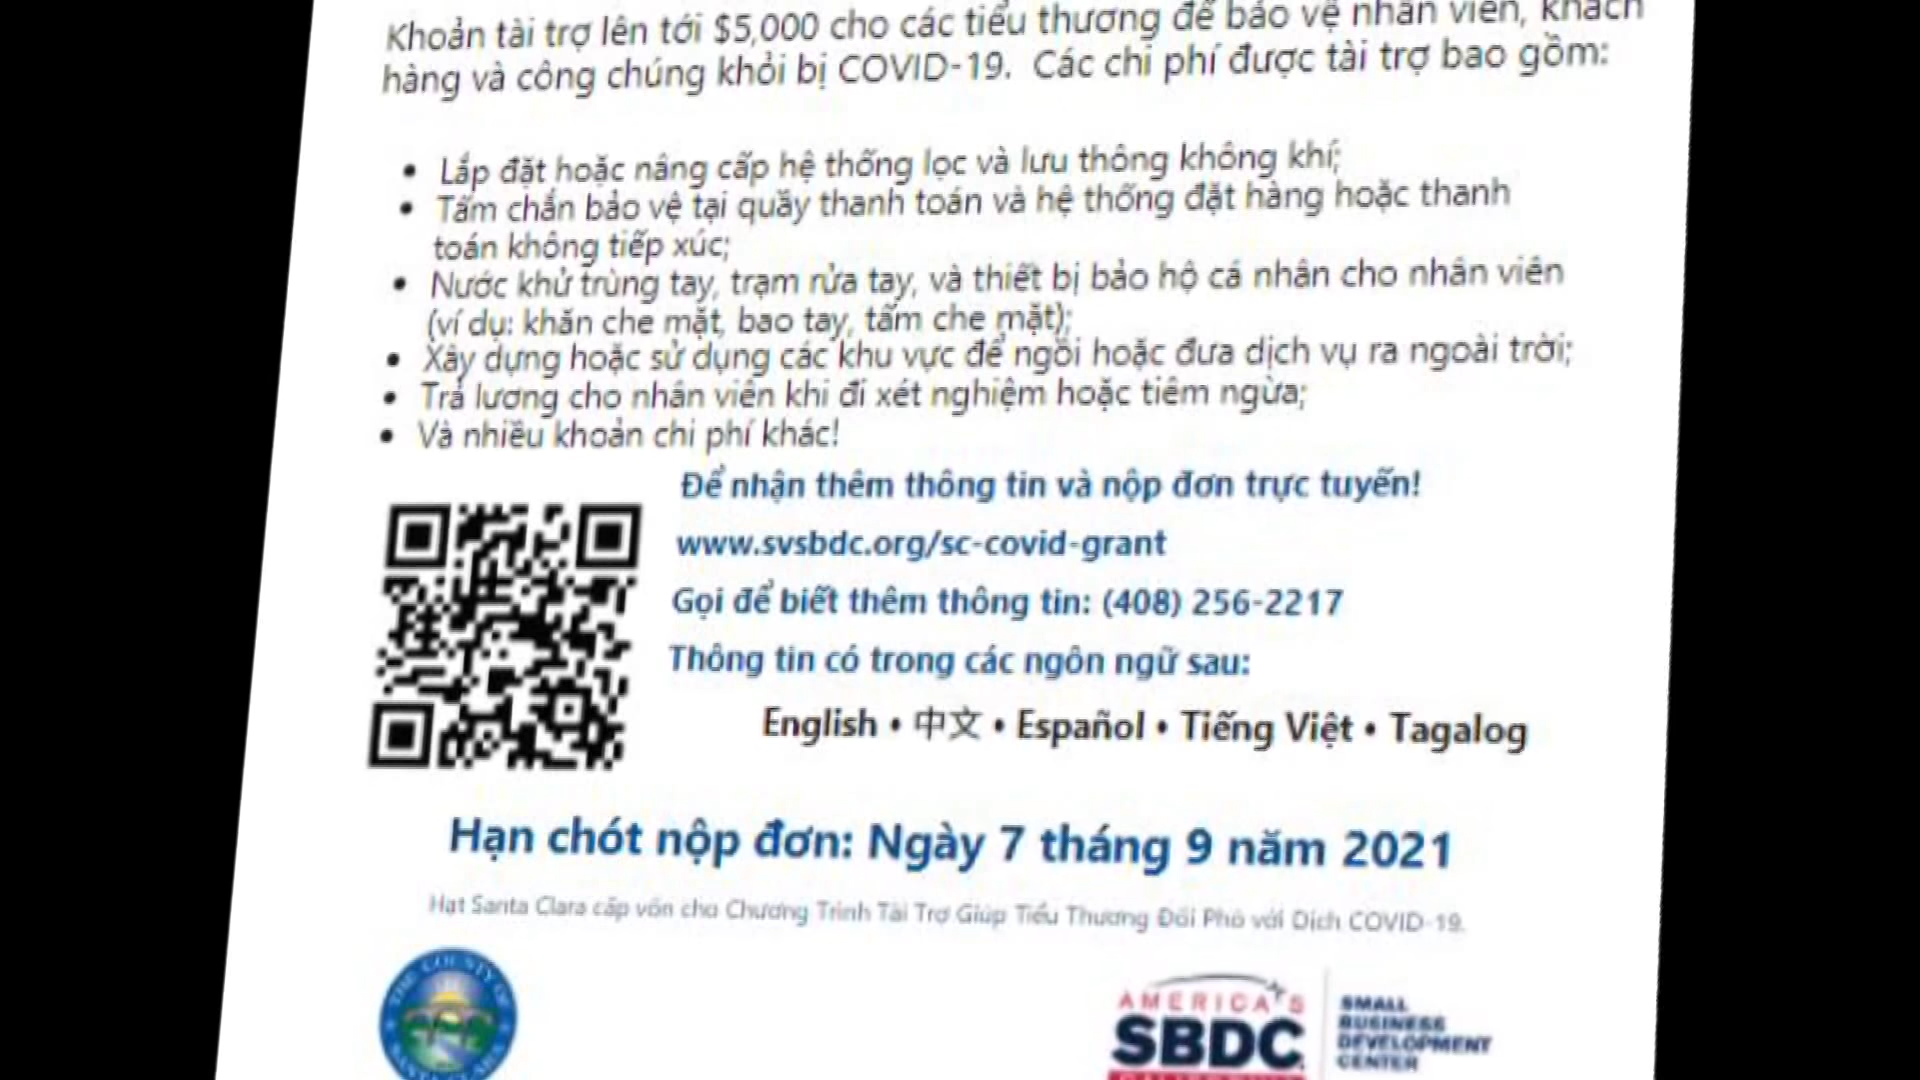 Khoản tài trợ lên tới $5,000 cho các tiểu thương để bảo vệ nhân viên, khách
hàng và công chúng khỏi bị COVID-19. Các chi phí được tài trợ bao gồm:
• Lắp đặt hoặc nâng cấp hệ thống lọc và lưu thông không khí;
• Tấm chắn bảo vệ tại quầy thanh toán và hệ thống đặt hàng hoặc thanh
toán không tiếp xúc;
• Nước khử trùng tay, trạm rửa tay, và thiết bị bảo hộ cá nhân cho nhân viên
(ví dụ: khăn che mặt, bao tay, tấm che mặt);
• Xây dựng hoặc sử dụng các khu vực để ngồi hoặc đưa dịch vụ ra ngoài trời;
• Trả lương cho nhân viên khi đi xét nghiệm hoặc tiêm ngừa;
• Và nhiều khoản chi phí khác!
Để nhận thêm thông tin và nộp đơn trực tuyến!
www.svsbdc.org/sc-covid-grant
Gọi để biết thêm thông tin: (408) 256-2217
Thông tin có trong các ngôn ngữ sau:
English • 中文 • Español • Tiếng Việt • Tagalog
Hạn chót nộp đơn: Ngày 7 tháng 9 năm 2021
Hạt Santa Clara cấp vốn cho Chương Trình Tài Trợ Giúp Tiểu Thương Đối Phó với Dịch COVID-19.
THE COUNTY OF
SANTA CLARA
AMERICA'S
SBDC
SMALL
BUSINESS
DEVELOPMENT
CENTER